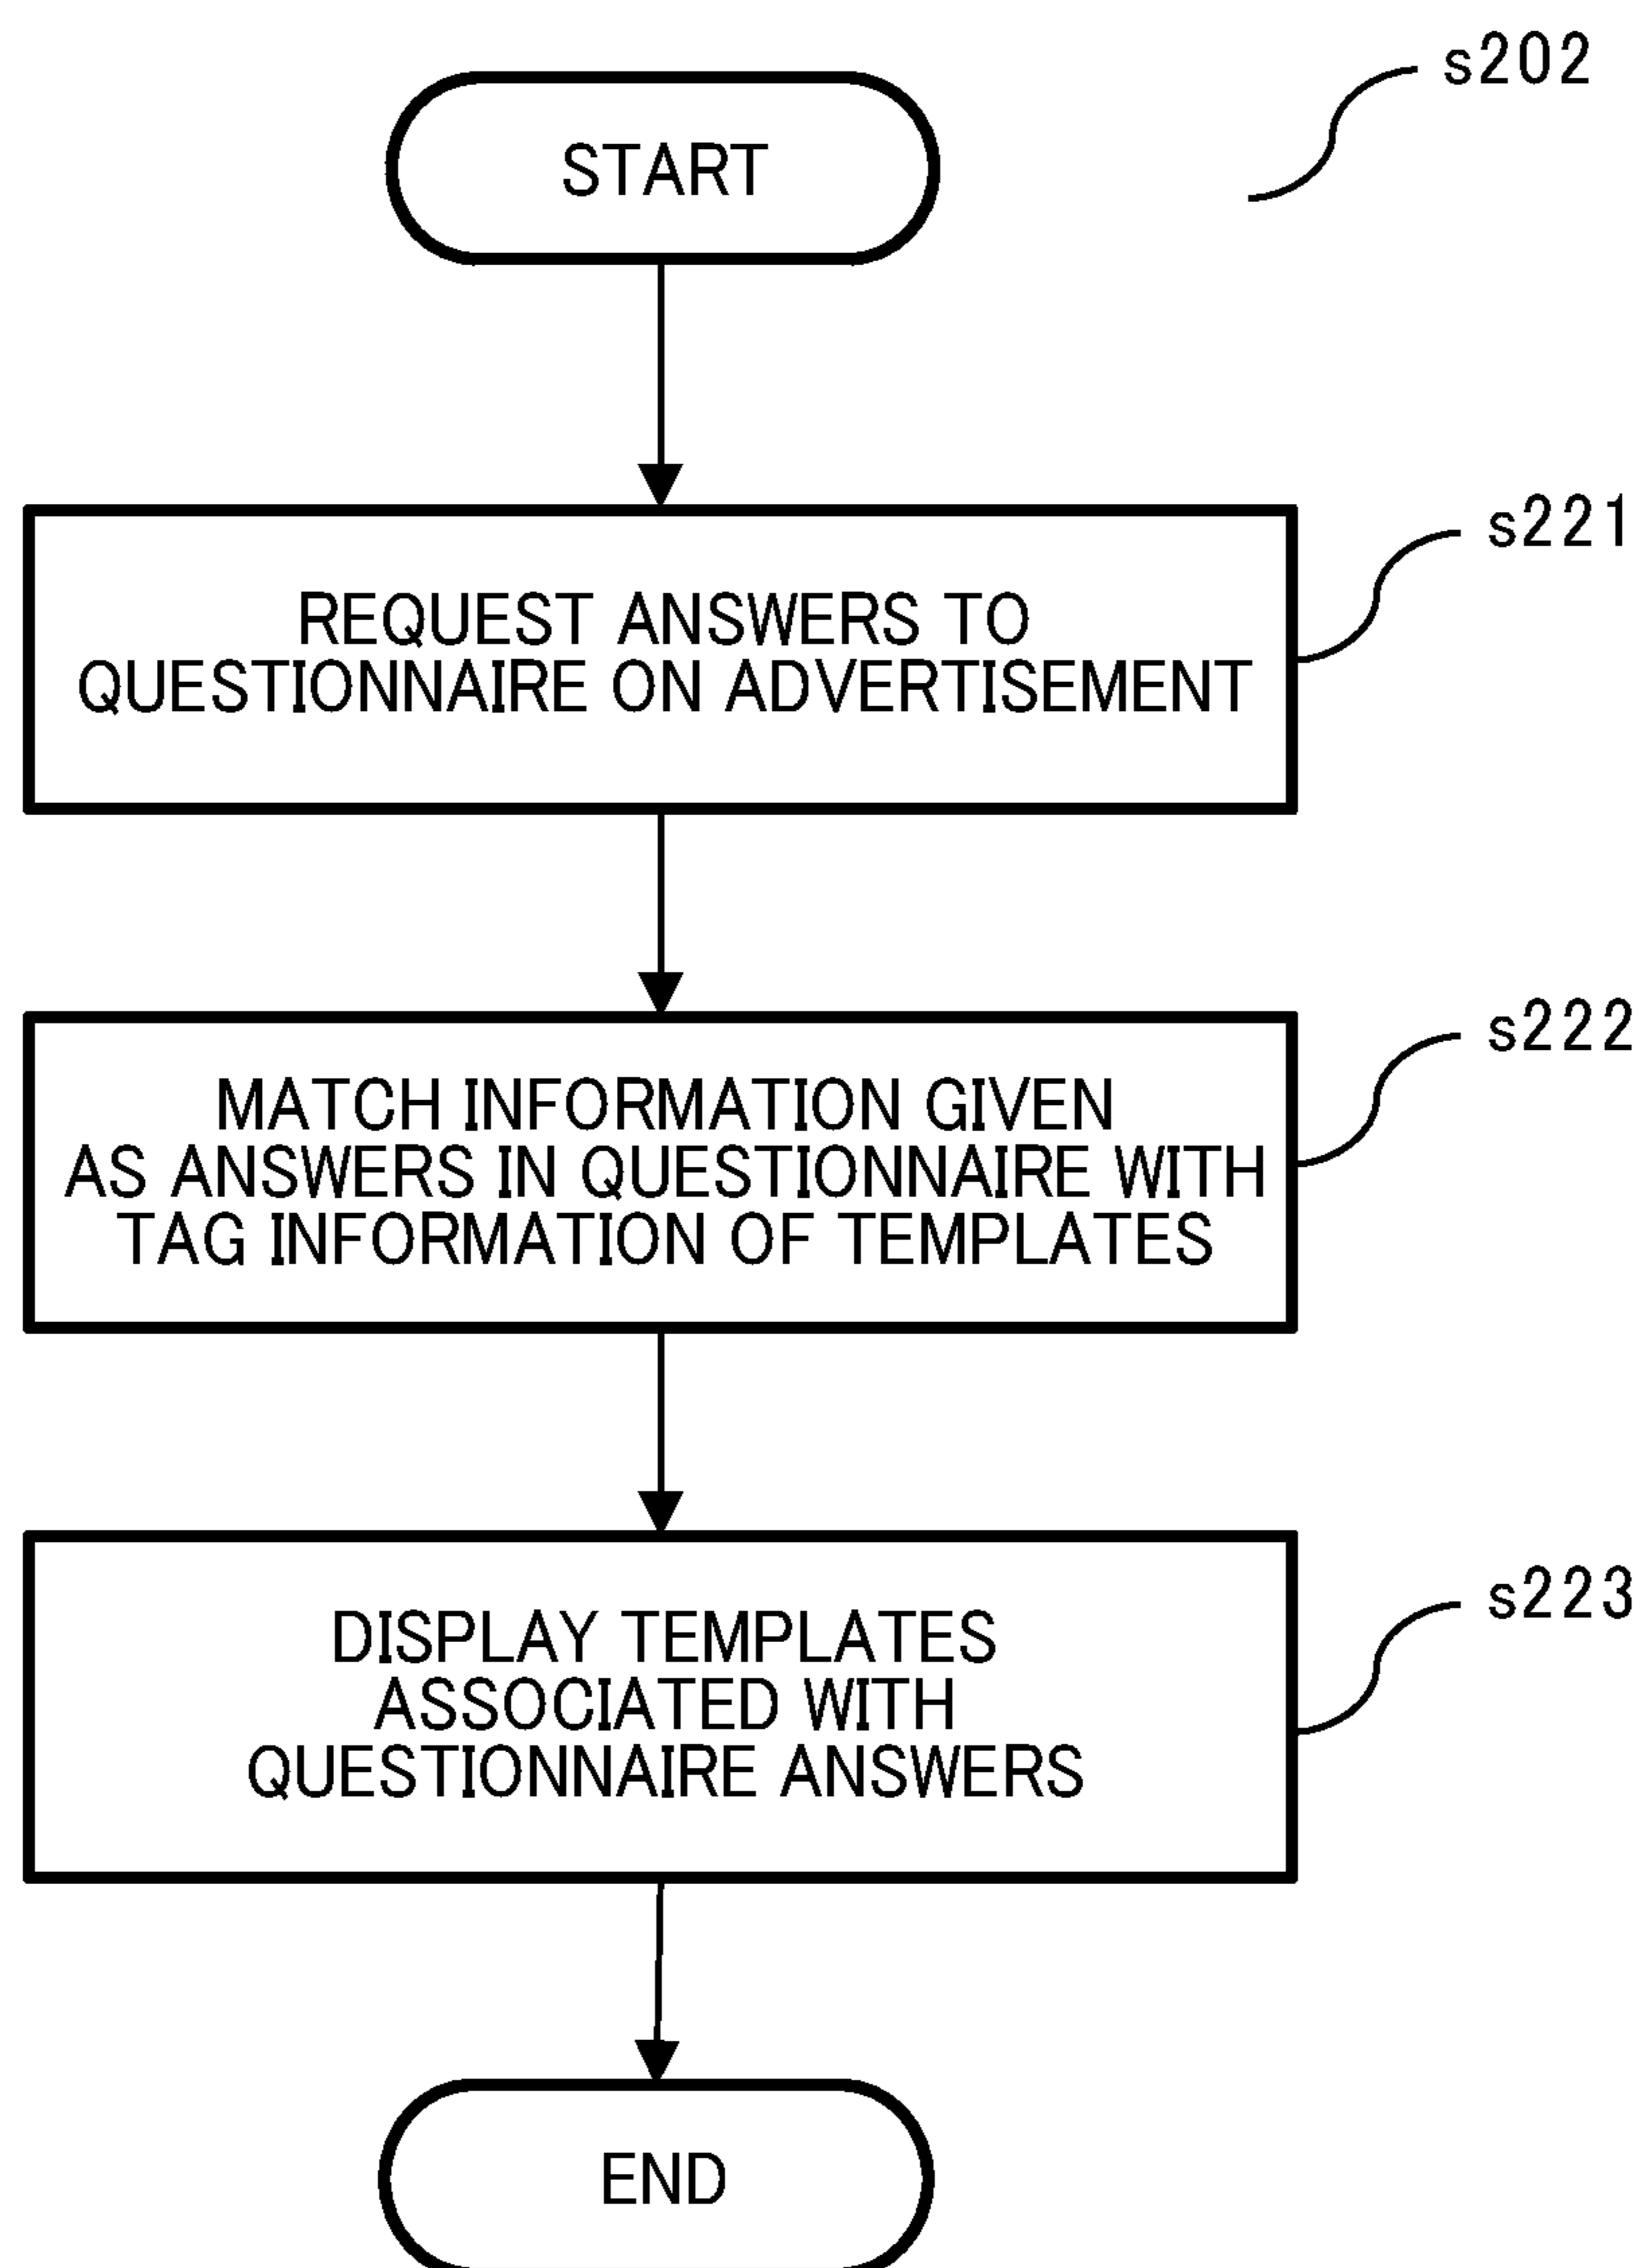 s202
START
s221
REQUEST ANSWERS TO
QUESTIONNAIRE ON ADVERTISEMENT
s222
MATCH INFORMATION GIVEN
AS ANSWERS IN QUESTIONNAIRE WITH
TAG INFORMATION OF TEMPLATES
s223
DISPLAY TEMPLATES
ASSOCIATED WITH
QUESTIONNAIRE ANSWERS
END